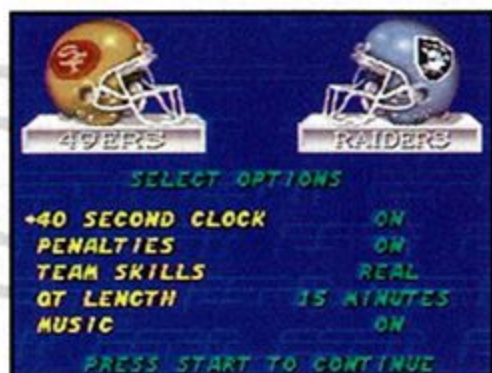 SF
49ERS RAIDERS
SELECT OPTIONS
+40 SECOND CLOCK ON
PENALTIES ON
TEAM SKILLS REAL
QT LENGTH 15 MINUTES
MUSIC ON
PRESS START TO CONTINUE